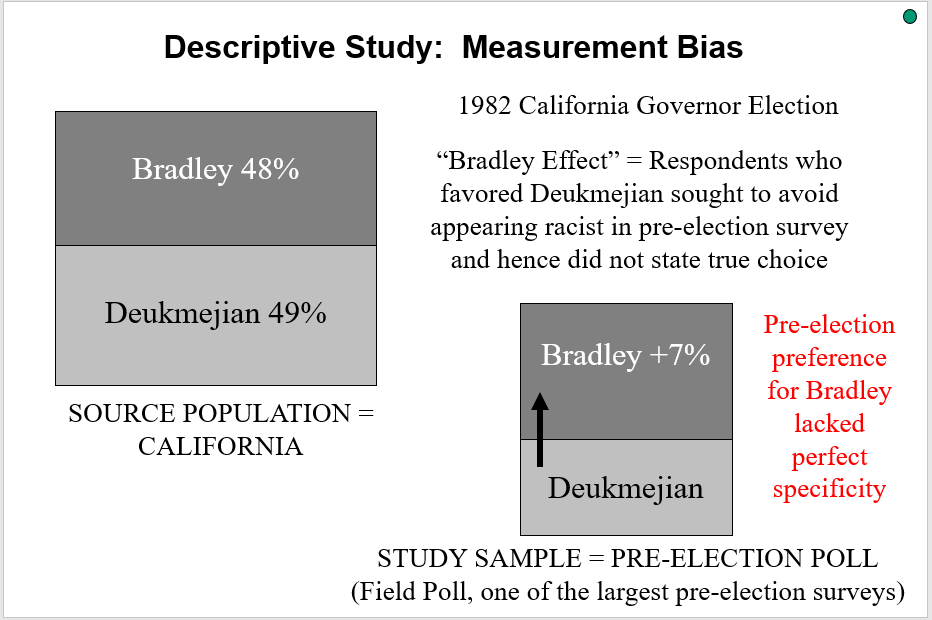 Descriptive Study:  Measurement Bias
1982 California Governor Election
“Bradley Effect” = Respondents who
favored Deukmejian sought to avoid
appearing racist in pre-election survey
and hence did not state true choice
Bradley 48%
Deukmejian 49%
SOURCE POPULATION =
CALIFORNIA
Bradley +7%
Deukmejian
Pre-election
preference
for Bradley
lacked
perfect
specificity
STUDY SAMPLE = PRE-ELECTION POLL
(Field Poll, one of the largest pre-election surveys)